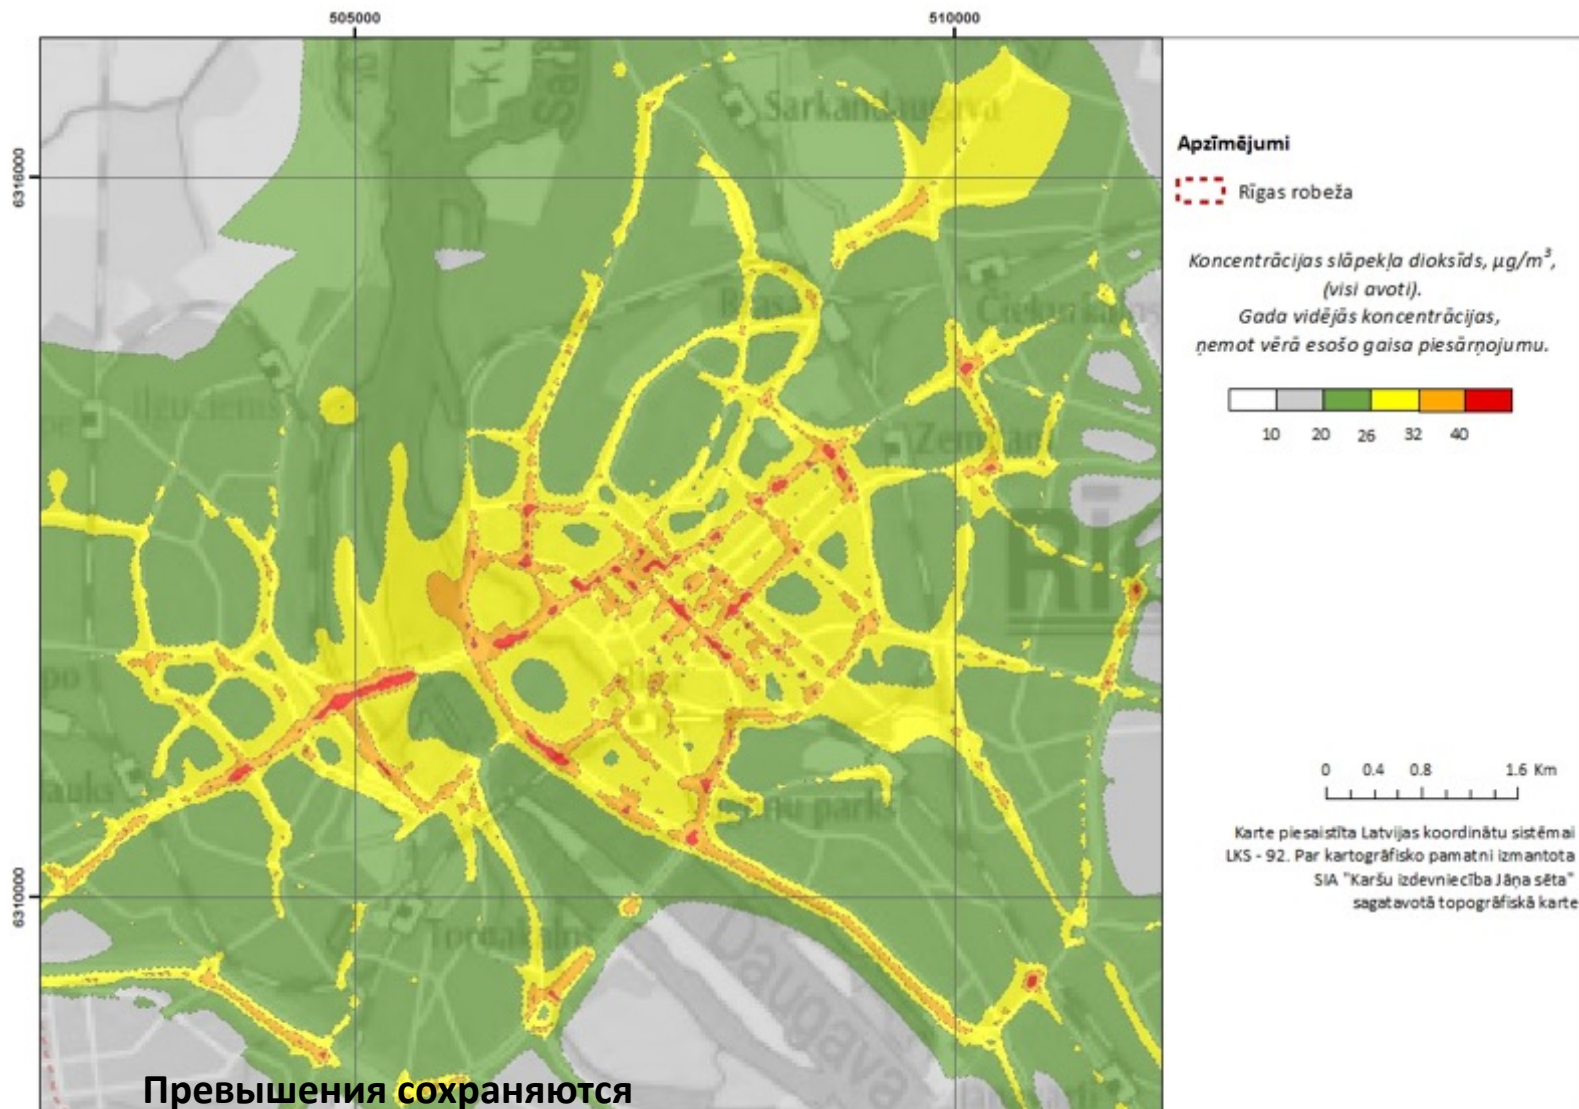 505000
510000
6316000
6310000
Sarkandaugava
Čiekurkalns
Torņakalns
Daugava
Apzīmējumi
Rīgas robeža
Koncentrācijas slāpekļa dioksīds, µg/m³,
(visi avoti).
Gada vidējās koncentrācijas,
ņemot vērā esošo gaisa piesārņojumu.
10 20 26 32 40
0 0.4 0.8 1.6 Km
Karte piesaistīta Latvijas koordinātu sistēmai
LKS - 92. Par kartogrāfisko pamatni izmantota
SIA "Karšu izdevniecība Jāņa sēta"
sagatavotā topogrāfiskā karte
Превышения сохраняются